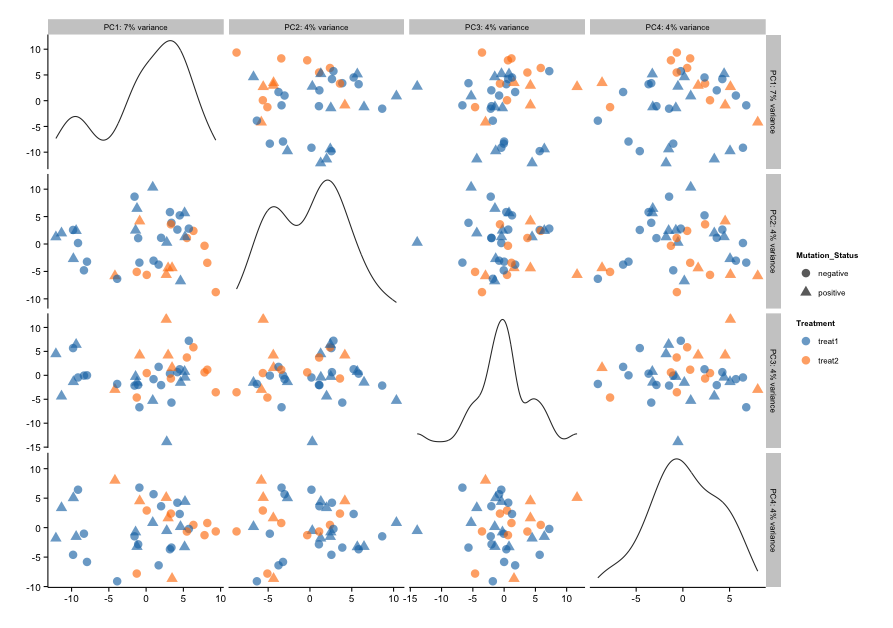 PC1: 7% variance PC2: 4% variance PC3: 4% variance PC4: 4% variance
10
5
0
-5
-10
PC1: 7% variance
10
5
0
-5
-10
PC2: 4% variance
Mutation_Status
negative
positive
Treatment
treat1
treat2
10
5
0
-5
-10
-15
PC3: 4% variance
10
5
0
-5
-10
PC4: 4% variance
-10 -5 0 5 10 -5 0 5 10 -15 -10 -5 0 5 10 -5 0 5